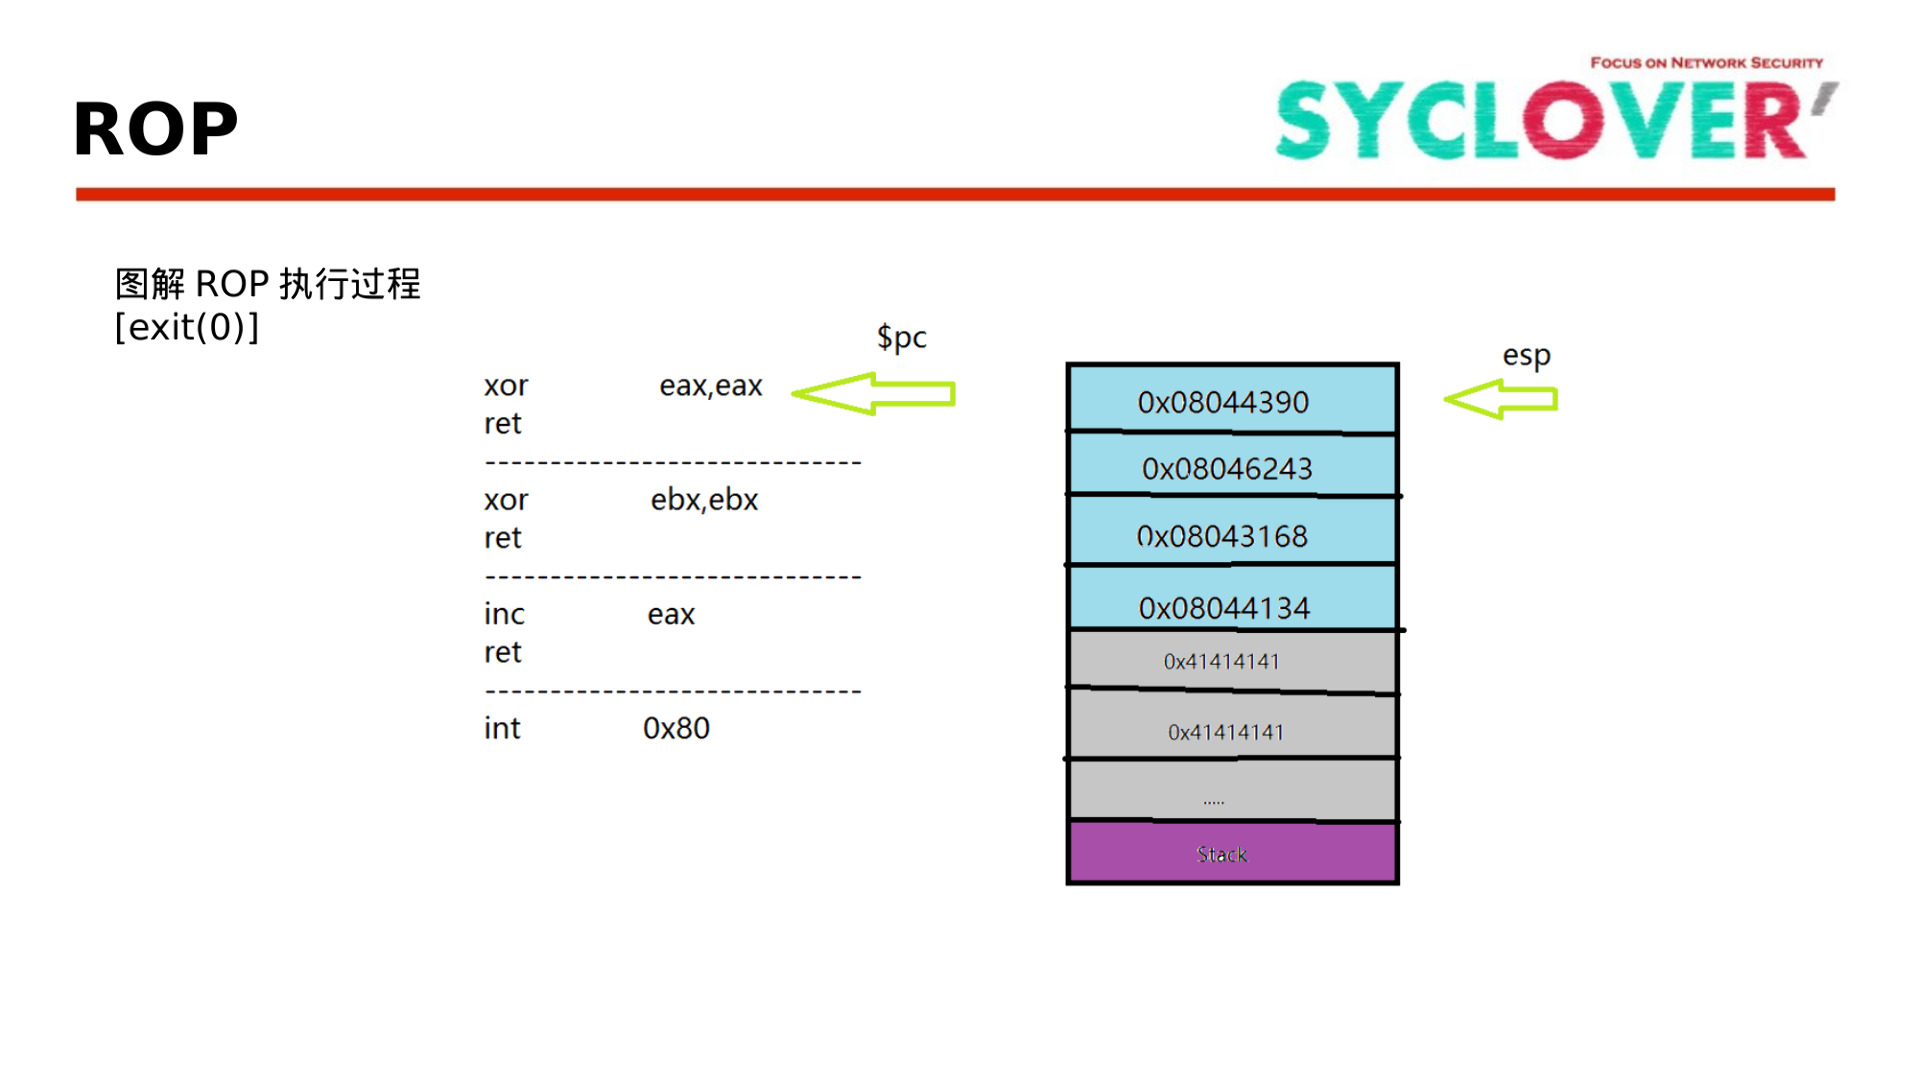 FOCUS ON NETWORK SECURITY
SYCLOVER'
ROP
图解 ROP 执行过程
[exit(0)]
$pc
esp
xor eax,eax
ret
-----------------------------
xor ebx,ebx
ret
-----------------------------
inc eax
ret
-----------------------------
int 0x80
0x08044390
0x08046243
0x08043168
0x08044134
0x41414141
0x41414141
.....
Stack